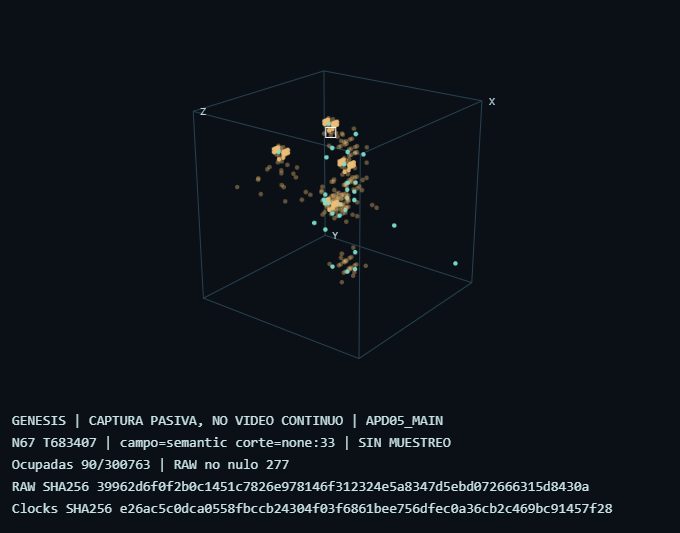 Z
X
Y
GENESIS | CAPTURA PASIVA, NO VIDEO CONTINUO | APD05_MAIN
N67 T683407 | campo=semantic corte=none:33 | SIN MUESTREO
Ocupadas 90/300763 | RAW no nulo 277
RAW SHA256 39962d6f0f2b0c1451c7826e978146f312324e5a8347d5ebd072666315d8430a
Clocks SHA256 e26ac5c0dca0558fbccb24304f03f6861bee756dfec0a36cb2c469bc91457f28